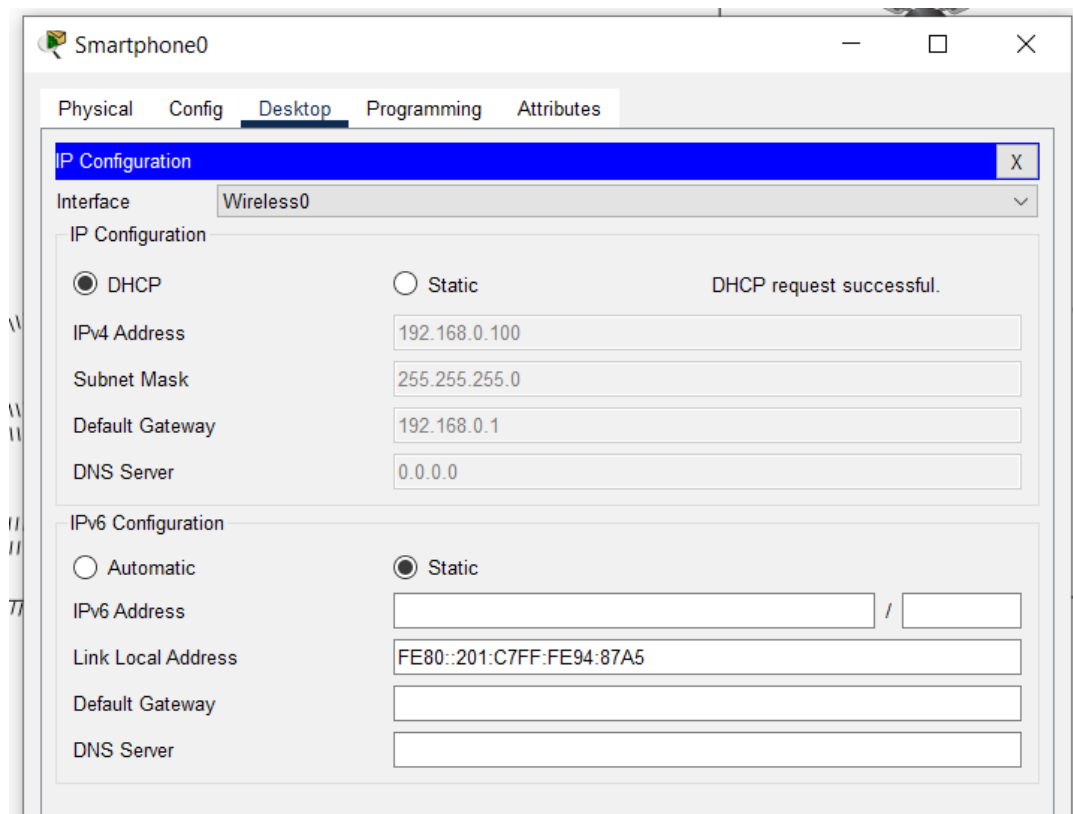 Smartphone0
Physical Config Desktop Programming Attributes
IP Configuration X
Interface Wireless0
IP Configuration
DHCP Static DHCP request successful.
IPv4 Address 192.168.0.100
Subnet Mask 255.255.255.0
Default Gateway 192.168.0.1
DNS Server 0.0.0.0
IPv6 Configuration
Automatic Static
IPv6 Address /
Link Local Address FE80::201:C7FF:FE94:87A5
Default Gateway
DNS Server